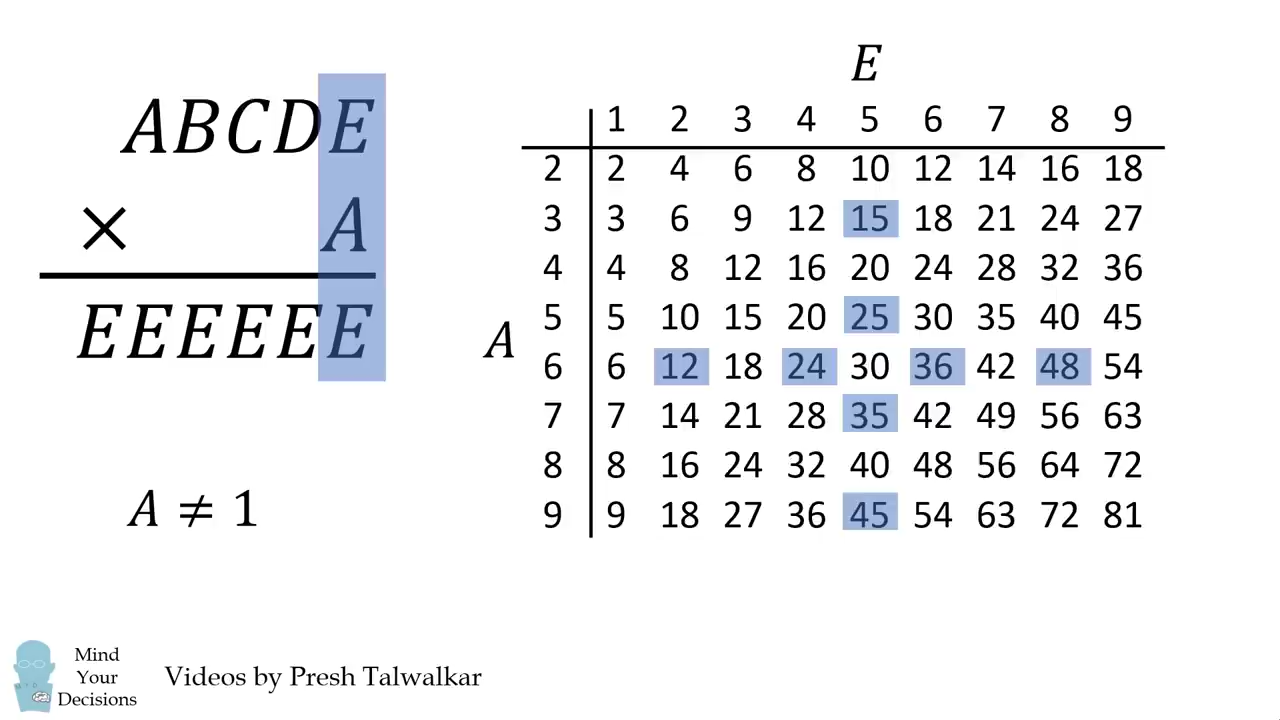 ABCDE
× A
EEEEEE
A ≠ 1
E
1 2 3 4 5 6 7 8 9
2 2 4 6 8 10 12 14 16 18
3 3 6 9 12 15 18 21 24 27
4 4 8 12 16 20 24 28 32 36
A 5 5 10 15 20 25 30 35 40 45
6 6 12 18 24 30 36 42 48 54
7 7 14 21 28 35 42 49 56 63
8 8 16 24 32 40 48 56 64 72
9 9 18 27 36 45 54 63 72 81
Mind
Your
Decisions
Videos by Presh Talwalkar